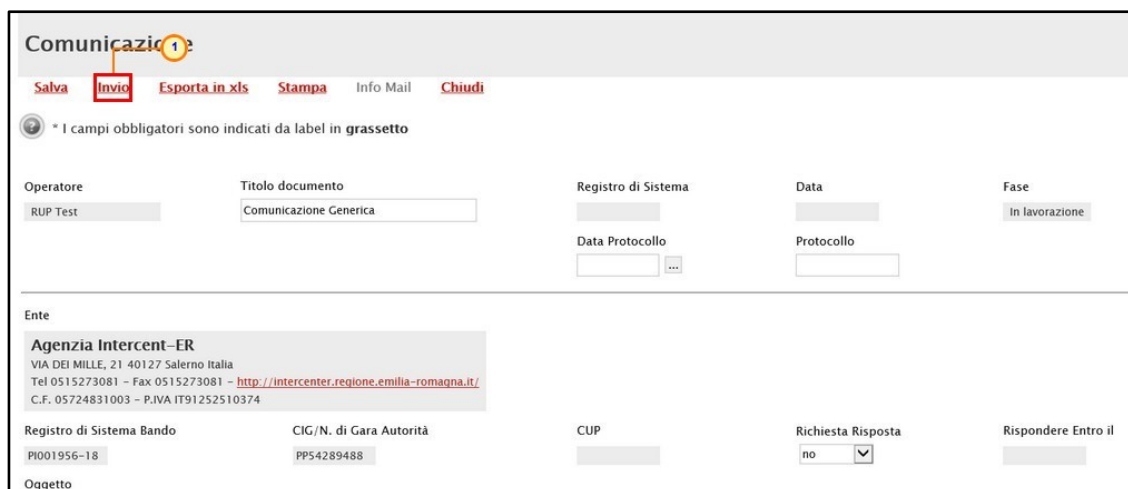 Comunicazione
1
Salva Invio Esporta in xls Stampa Info Mail Chiudi
? * I campi obbligatori sono indicati da label in grassetto
Operatore Titolo documento Registro di Sistema Data Fase
RUP Test Comunicazione Generica In lavorazione
Data Protocollo Protocollo
...
Ente
Agenzia Intercent-ER
VIA DEI MILLE, 21 40127 Salerno Italia
Tel 0515273081 - Fax 0515273081 - http://intercenter.regione.emilia-romagna.it/
C.F. 05724831003 - P.IVA IT91252510374
Registro di Sistema Bando CIG/N. di Gara Autorità CUP Richiesta Risposta Rispondere Entro il
PI001956-18 PP54289488 no
Oggetto